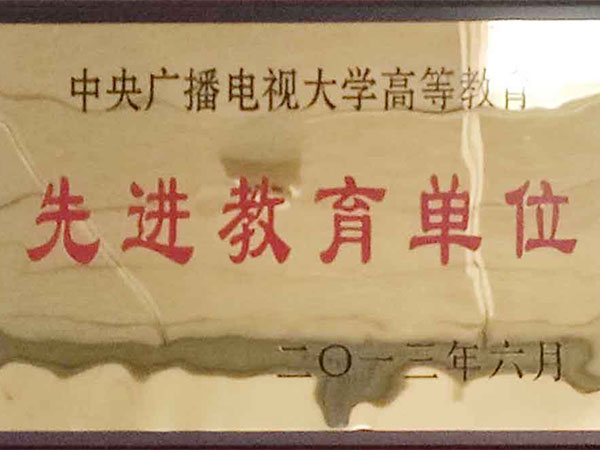 中央广播电视大学高等教育
先进教育单位
二〇一三年六月